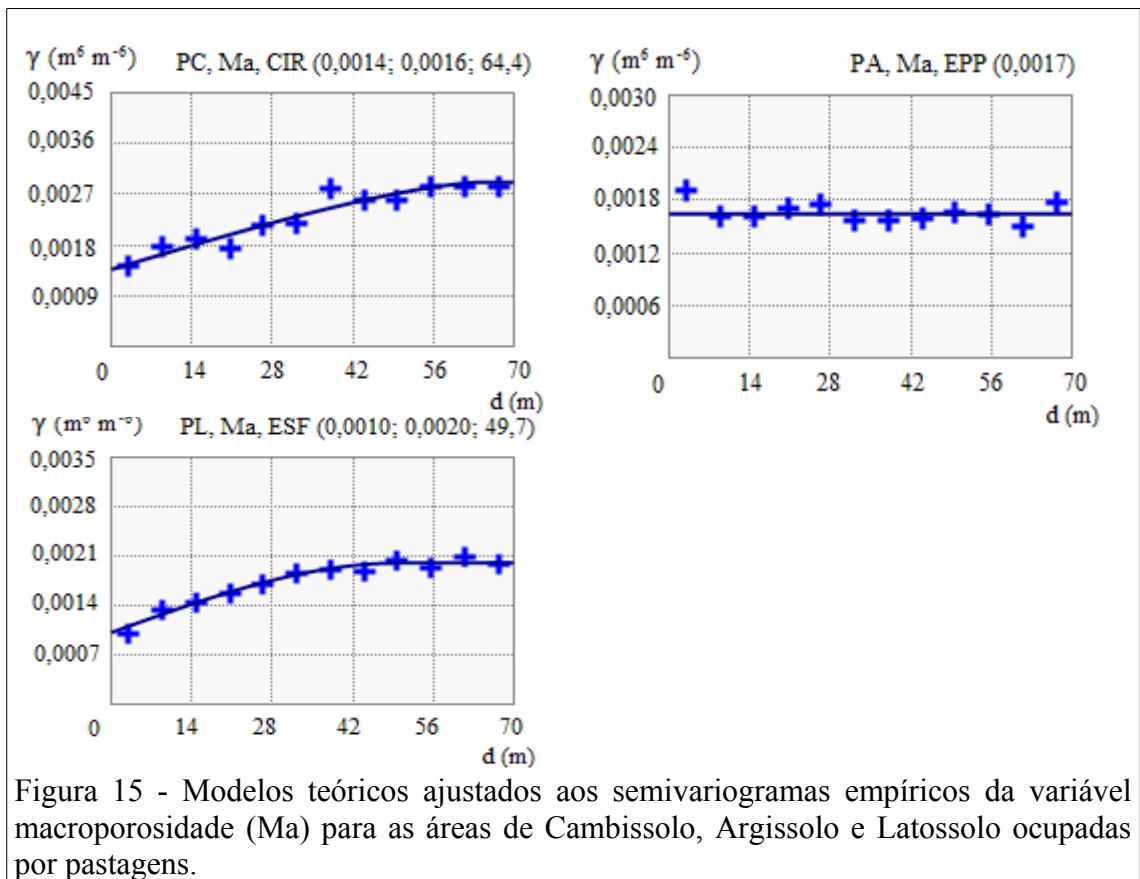 γ (m⁶ m⁻⁶) PC, Ma, CIR (0,0014; 0,0016; 64,4)
0,0045
0,0036
0,0027
0,0018
0,0009
0 14 28 42 56 70
d (m)
γ (m⁶ m⁻⁶) PA, Ma, EPP (0,0017)
0,0030
0,0024
0,0018
0,0012
0,0006
0 14 28 42 56 70
d (m)
γ (m⁶ m⁻⁶) PL, Ma, ESF (0,0010; 0,0020; 49,7)
0,0035
0,0028
0,0021
0,0014
0,0007
0 14 28 42 56 70
d (m)
Figura 15 - Modelos teóricos ajustados aos semivariogramas empíricos da variável
macroporosidade (Ma) para as áreas de Cambissolo, Argissolo e Latossolo ocupadas
por pastagens.